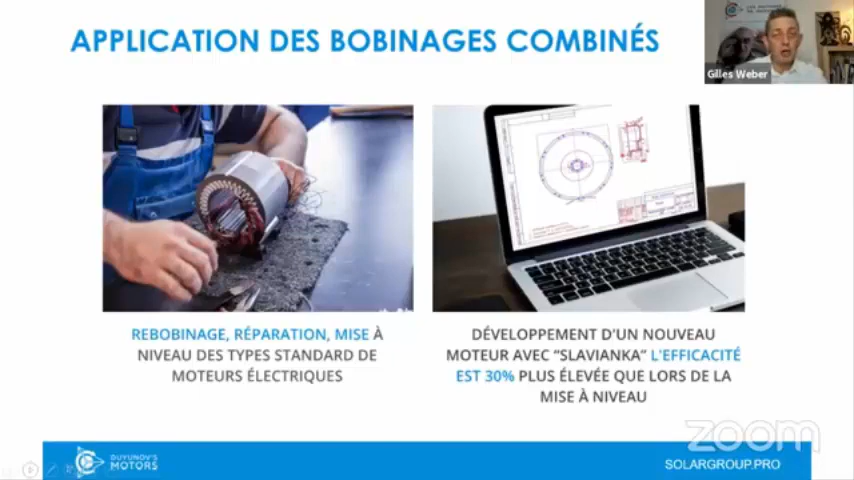 APPLICATION DES BOBINAGES COMBINÉS
Gilles Weber
REBOBINAGE, RÉPARATION, MISE À
NIVEAU DES TYPES STANDARD DE
MOTEURS ÉLECTRIQUES
DÉVELOPPEMENT D'UN NOUVEAU
MOTEUR AVEC “SLAVIANKA” L'EFFICACITÉ
EST 30% PLUS ÉLEVÉE QUE LORS DE LA
MISE À NIVEAU
zoom
DUYUNOV'S
MOTORS
SOLARGROUP.PRO